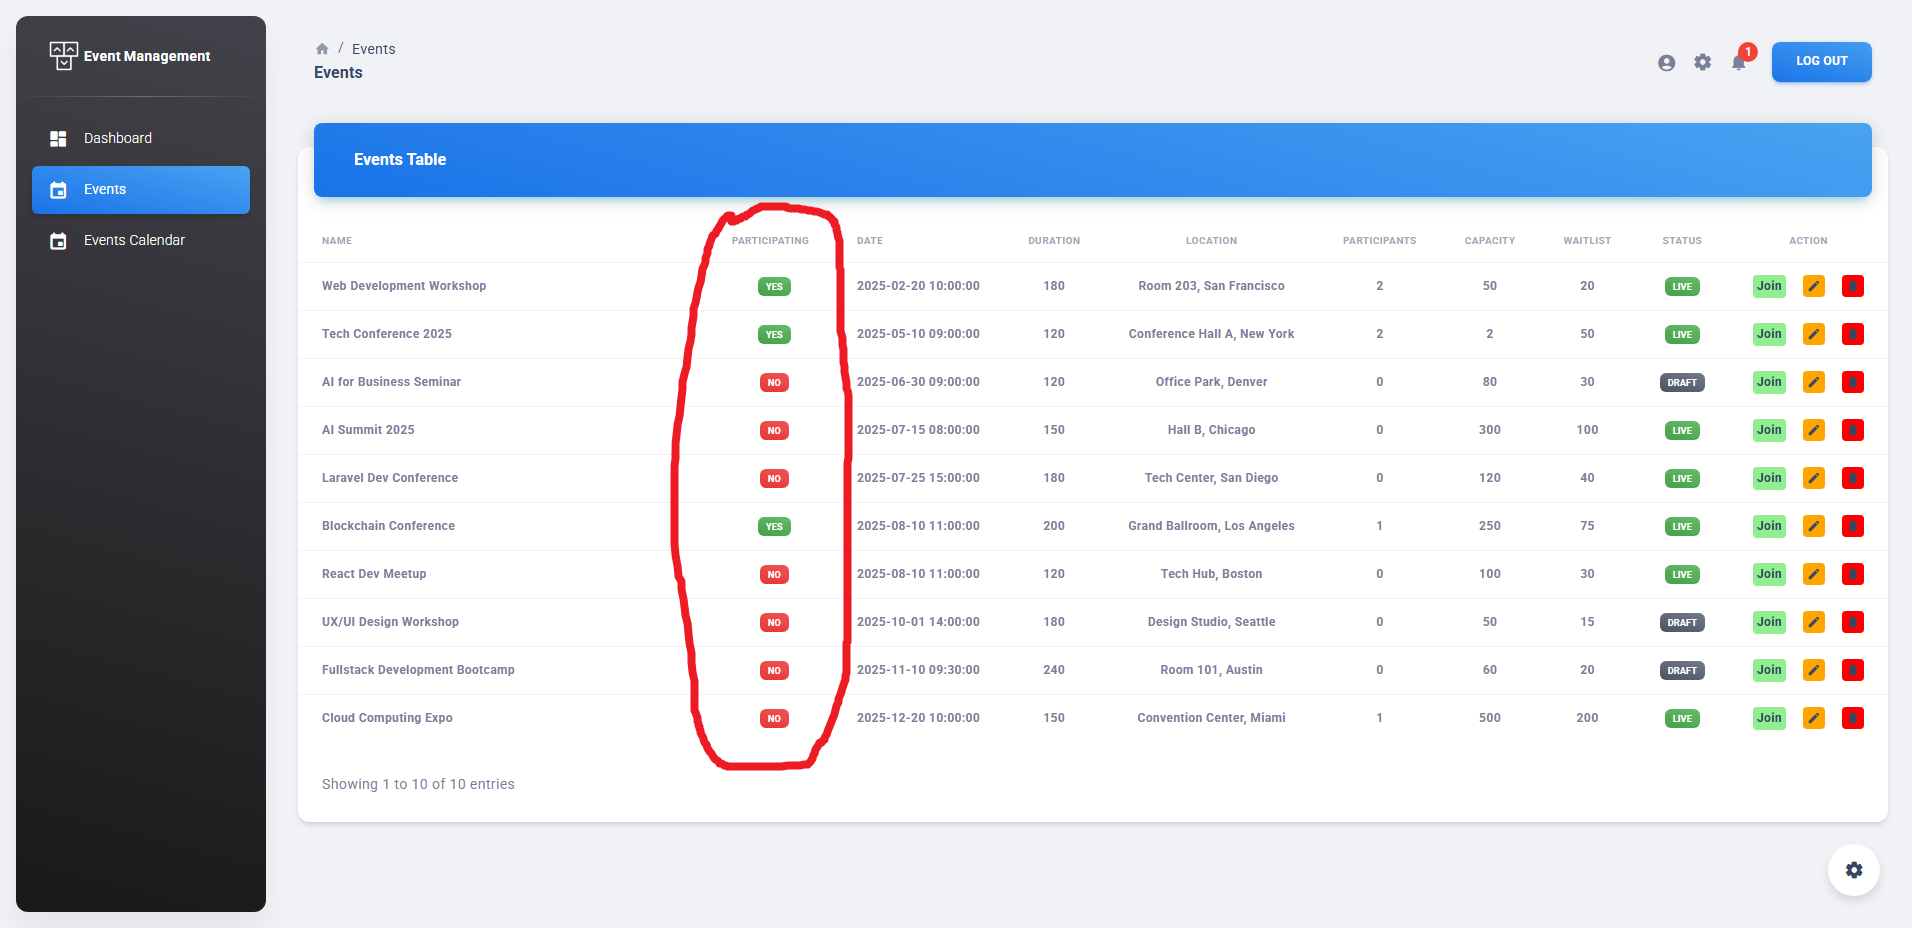 Event Management
Dashboard
Events
Events Calendar
/ Events
Events
1
LOG OUT
Events Table
NAME PARTICIPATING DATE DURATION LOCATION PARTICIPANTS CAPACITY WAITLIST STATUS ACTION
Web Development Workshop YES 2025-02-20 10:00:00 180 Room 203, San Francisco 2 50 20 LIVE Join
Tech Conference 2025 YES 2025-05-10 09:00:00 120 Conference Hall A, New York 2 2 50 LIVE Join
AI for Business Seminar NO 2025-06-30 09:00:00 120 Office Park, Denver 0 80 30 DRAFT Join
AI Summit 2025 NO 2025-07-15 08:00:00 150 Hall B, Chicago 0 300 100 LIVE Join
Laravel Dev Conference NO 2025-07-25 15:00:00 180 Tech Center, San Diego 0 120 40 LIVE Join
Blockchain Conference YES 2025-08-10 11:00:00 200 Grand Ballroom, Los Angeles 1 250 75 LIVE Join
React Dev Meetup NO 2025-08-10 11:00:00 120 Tech Hub, Boston 0 100 30 LIVE Join
UX/UI Design Workshop NO 2025-10-01 14:00:00 180 Design Studio, Seattle 0 50 15 DRAFT Join
Fullstack Development Bootcamp NO 2025-11-10 09:30:00 240 Room 101, Austin 0 60 20 DRAFT Join
Cloud Computing Expo NO 2025-12-20 10:00:00 150 Convention Center, Miami 1 500 200 LIVE Join
Showing 1 to 10 of 10 entries